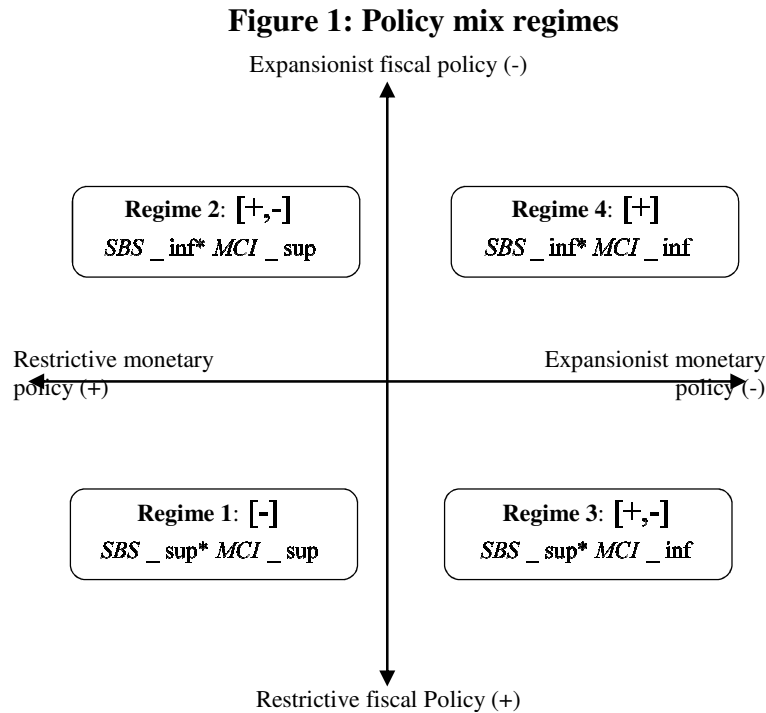 Figure 1: Policy mix regimes
Expansionist fiscal policy (-)
Regime 2: [+,-]
SBS _ inf* MCI _ sup
Regime 4: [+]
SBS _ inf* MCI _ inf
Restrictive monetary
policy (+)
Expansionist monetary
policy (-)
Regime 1: [-]
SBS _ sup* MCI _ sup
Regime 3: [+,-]
SBS _ sup* MCI _ inf
Restrictive fiscal Policy (+)